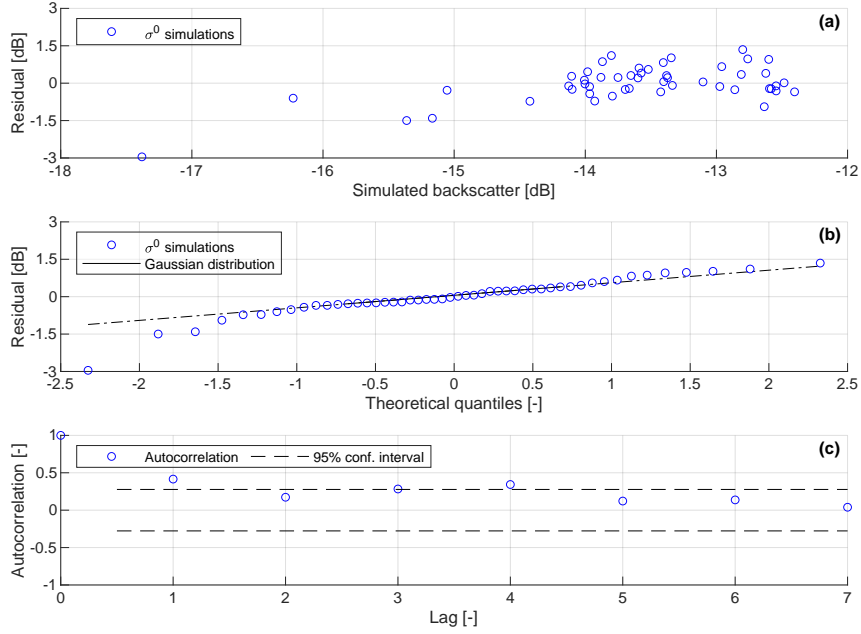 (a)
σ⁰ simulations
Residual [dB]
3
1.5
0
-1.5
-3
-18 -17 -16 -15 -14 -13 -12
Simulated backscatter [dB]
(b)
σ⁰ simulations
Gaussian distribution
Residual [dB]
3
1.5
0
-1.5
-3
-2.5 -2 -1.5 -1 -0.5 0 0.5 1 1.5 2 2.5
Theoretical quantiles [-]
(c)
Autocorrelation 95% conf. interval
Autocorrelation [-]
1
0.5
0
-0.5
-1
0 1 2 3 4 5 6 7
Lag [-]